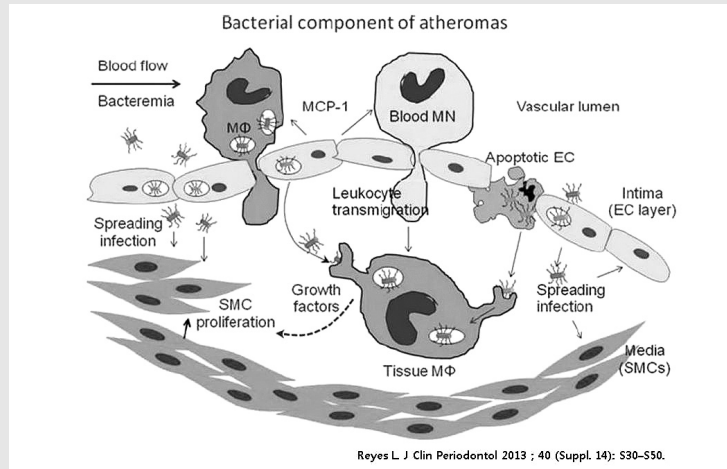 Bacterial component of atheromas
Blood flow
Bacteremia
MΦ
MCP-1
Blood MN
Vascular lumen
Apoptotic EC
Leukocyte
transmigration
Intima
(EC layer)
Spreading
infection
Growth
factors
SMC
proliferation
Spreading
infection
Tissue MΦ
Media
(SMCs)
Reyes L. J Clin Periodontol 2013 ; 40 (Suppl. 14): S30–S50.